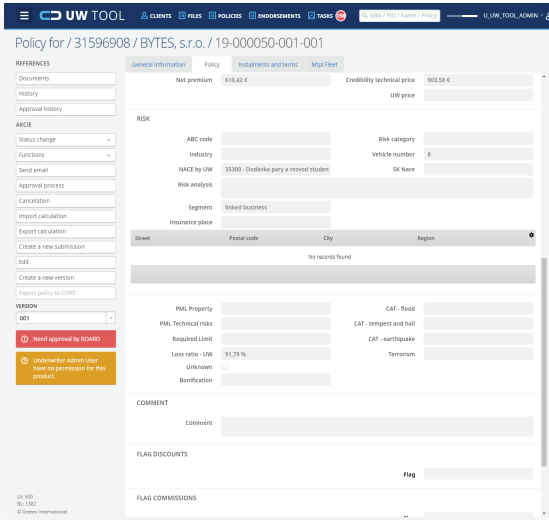 UW TOOL CLIENTS FILES POLICIES ENDORSEMENTS TASKS ABN / PID / Name / Policy U_UW_TOOL_ADMIN
Policy for / 31596908 / BYTES, s.r.o. / 19-000050-001-001
REFERENCES
Documents
History
Approval history
AKCIE
Status change
Functions
Send email
Approval process
Cancelation
Import calculation
Export calculation
Create a new submission
Edit
Create a new version
Export policy to CORE
VERSION
001
Need approval by BOARD
Underwriter Admin User
have no permission for this
product.
UI: 500
BL: 1382
© Gratex International
General information Policy Instalments and terms Mtpl Fleet
Net premium 610,42 € Credibility technical price 903,58 €
UW price
RISK
ABC code Risk category
Industry Vehicle number 8
NACE by UW 35300 - Dodávka pary a rozvod studen SK Nace
Risk analysis
Segment linked business
Insurance place
Street Postal code City Region
No records found
PML Property CAT - flood
PML Technical risks CAT - tempest and hail
Required Limit CAT - earthquake
Loss ratio - UW 91,79 % Terrorism
Unknown
Bonification
COMMENT
Comment
FLAG DISCOUNTS
Flag
FLAG COMMISSIONS